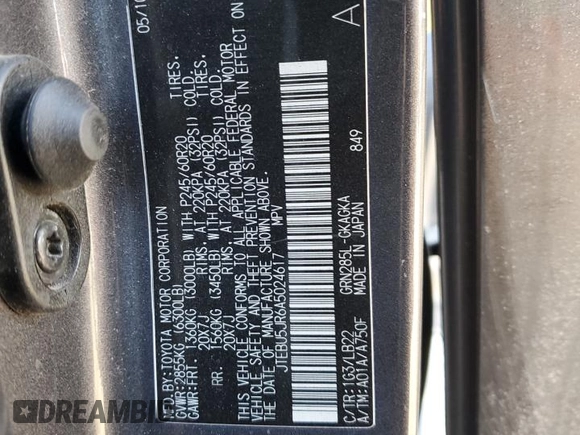 MFD.BY:TOYOTA MOTOR CORPORATION 05/10
GVWR:2855KG(6300LB)
GAWR:FRT. 1360KG (3000LB) WITH P245/60R20 TIRES.
20X7J RIMS, AT 220KPA (32PSI) COLD.
RR. 1560KG (3450LB) WITH P245/60R20 TIRES.
20X7J RIMS, AT 220KPA (32PSI) COLD.
THIS VEHICLE CONFORMS TO ALL APPLICABLE FEDERAL MOTOR
VEHICLE SAFETY AND THEFT PREVENTION STANDARDS IN EFFECT ON
THE DATE OF MANUFACTURE SHOWN ABOVE.
JTEBU5JR6A5024617 MPV
A
849
C/TR:1G3/LB22 GRN285L-GKAGKA
A/TM:A01A/A750F MADE IN JAPAN